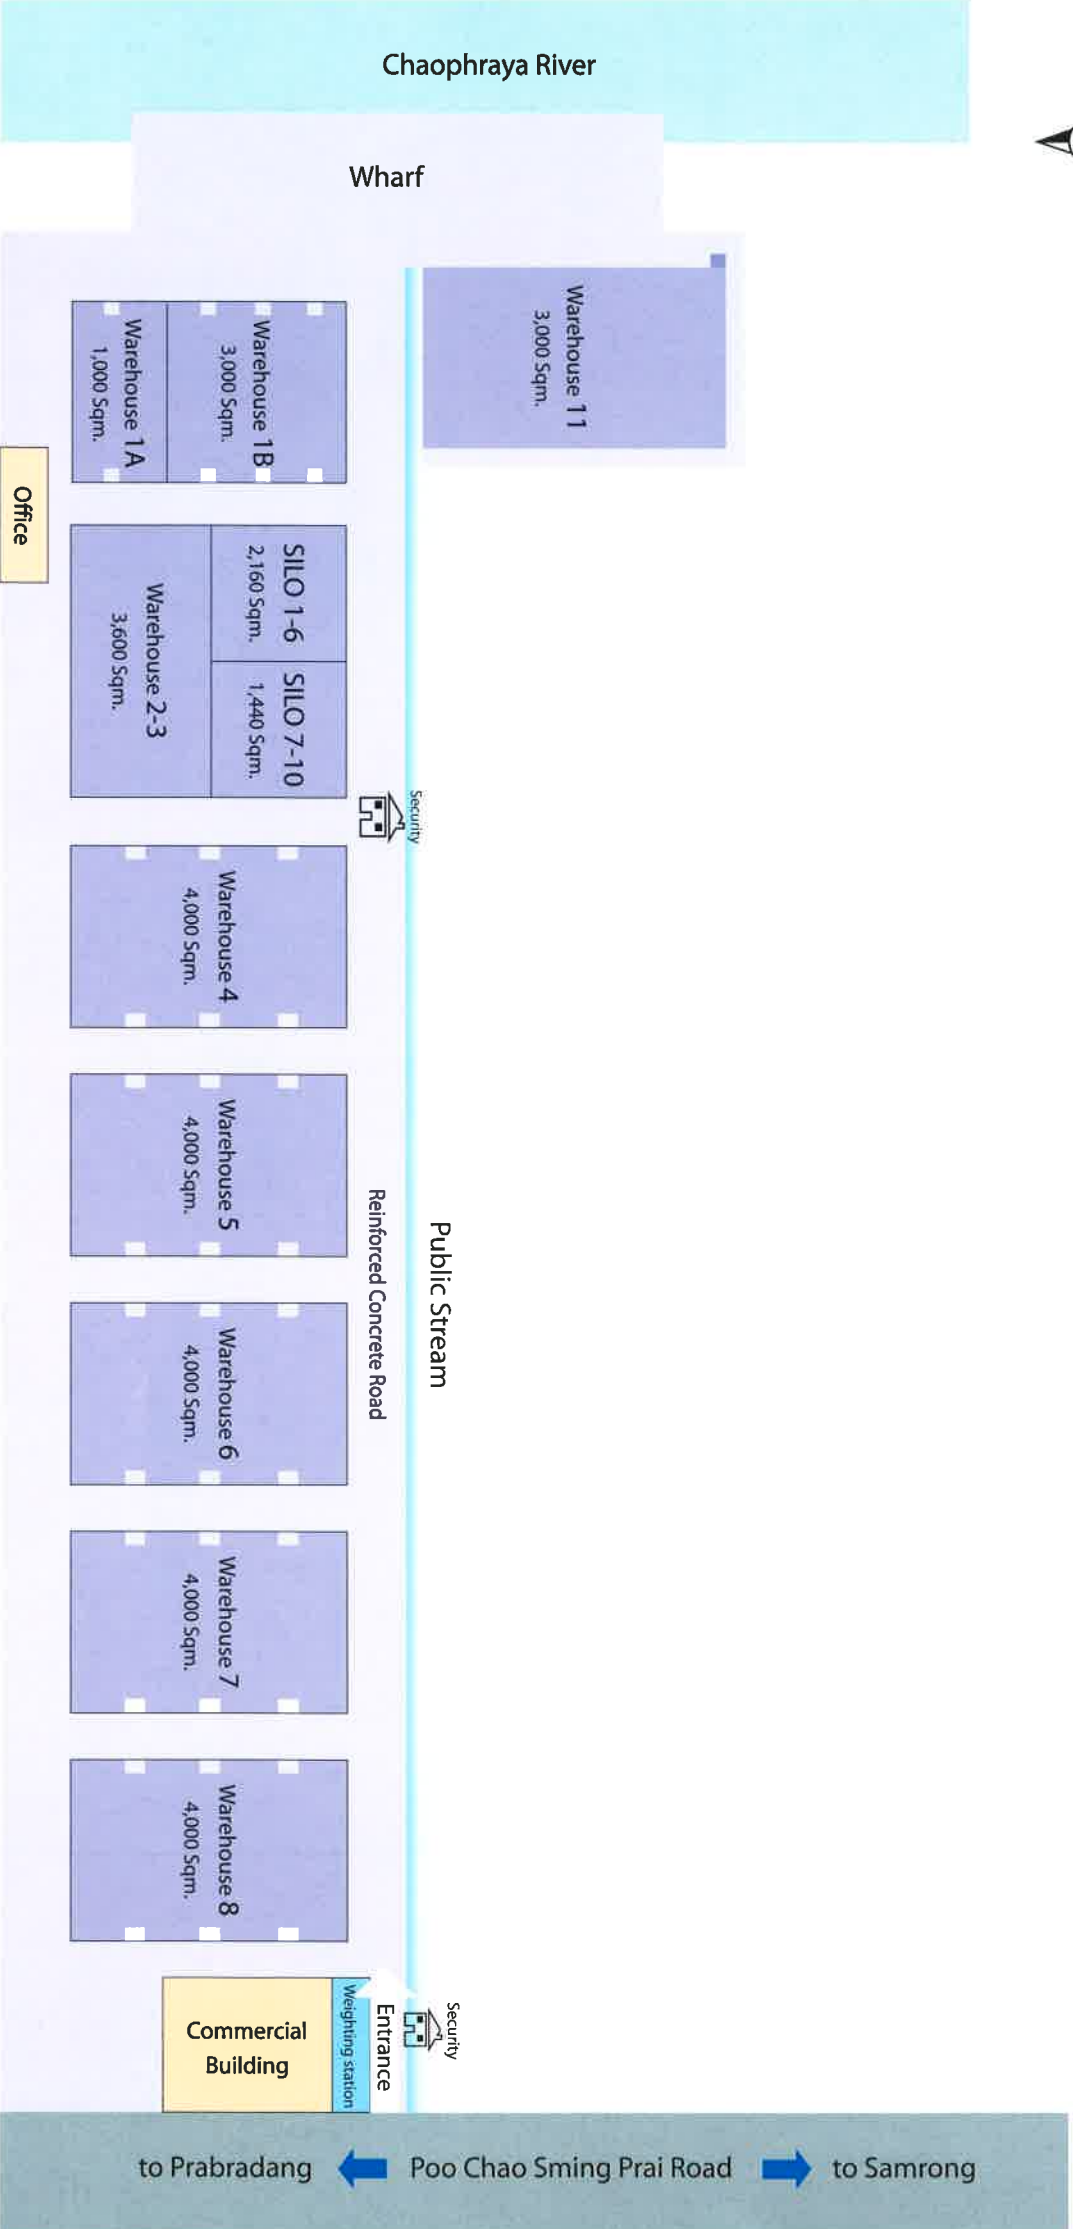 Chaophraya River
Wharf
Warehouse 11
3,000 Sqm.
Warehouse 1B
3,000 Sqm.
Warehouse 1A
1,000 Sqm.
Office
SILO 1-6
2,160 Sqm.
SILO 7-10
1,440 Sqm.
Warehouse 2-3
3,600 Sqm.
Security
Warehouse 4
4,000 Sqm.
Warehouse 5
4,000 Sqm.
Public Stream
Reinforced Concrete Road
Warehouse 6
4,000 Sqm.
Warehouse 7
4,000 Sqm.
Warehouse 8
4,000 Sqm.
Security
Entrance
Weighting station
Commercial
Building
to Prabradang
Poo Chao Sming Prai Road
to Samrong